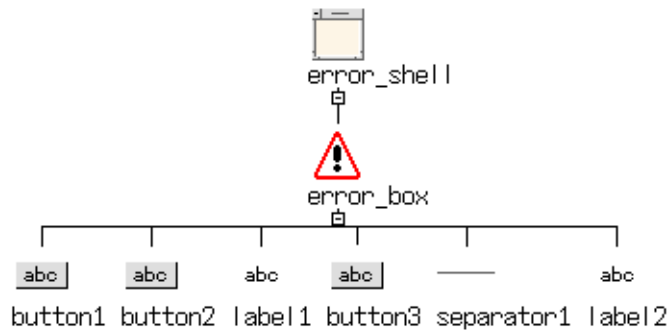 error_shell
error_box
abc abc abc abc abc
button1 button2 label1 button3 separator1 label2